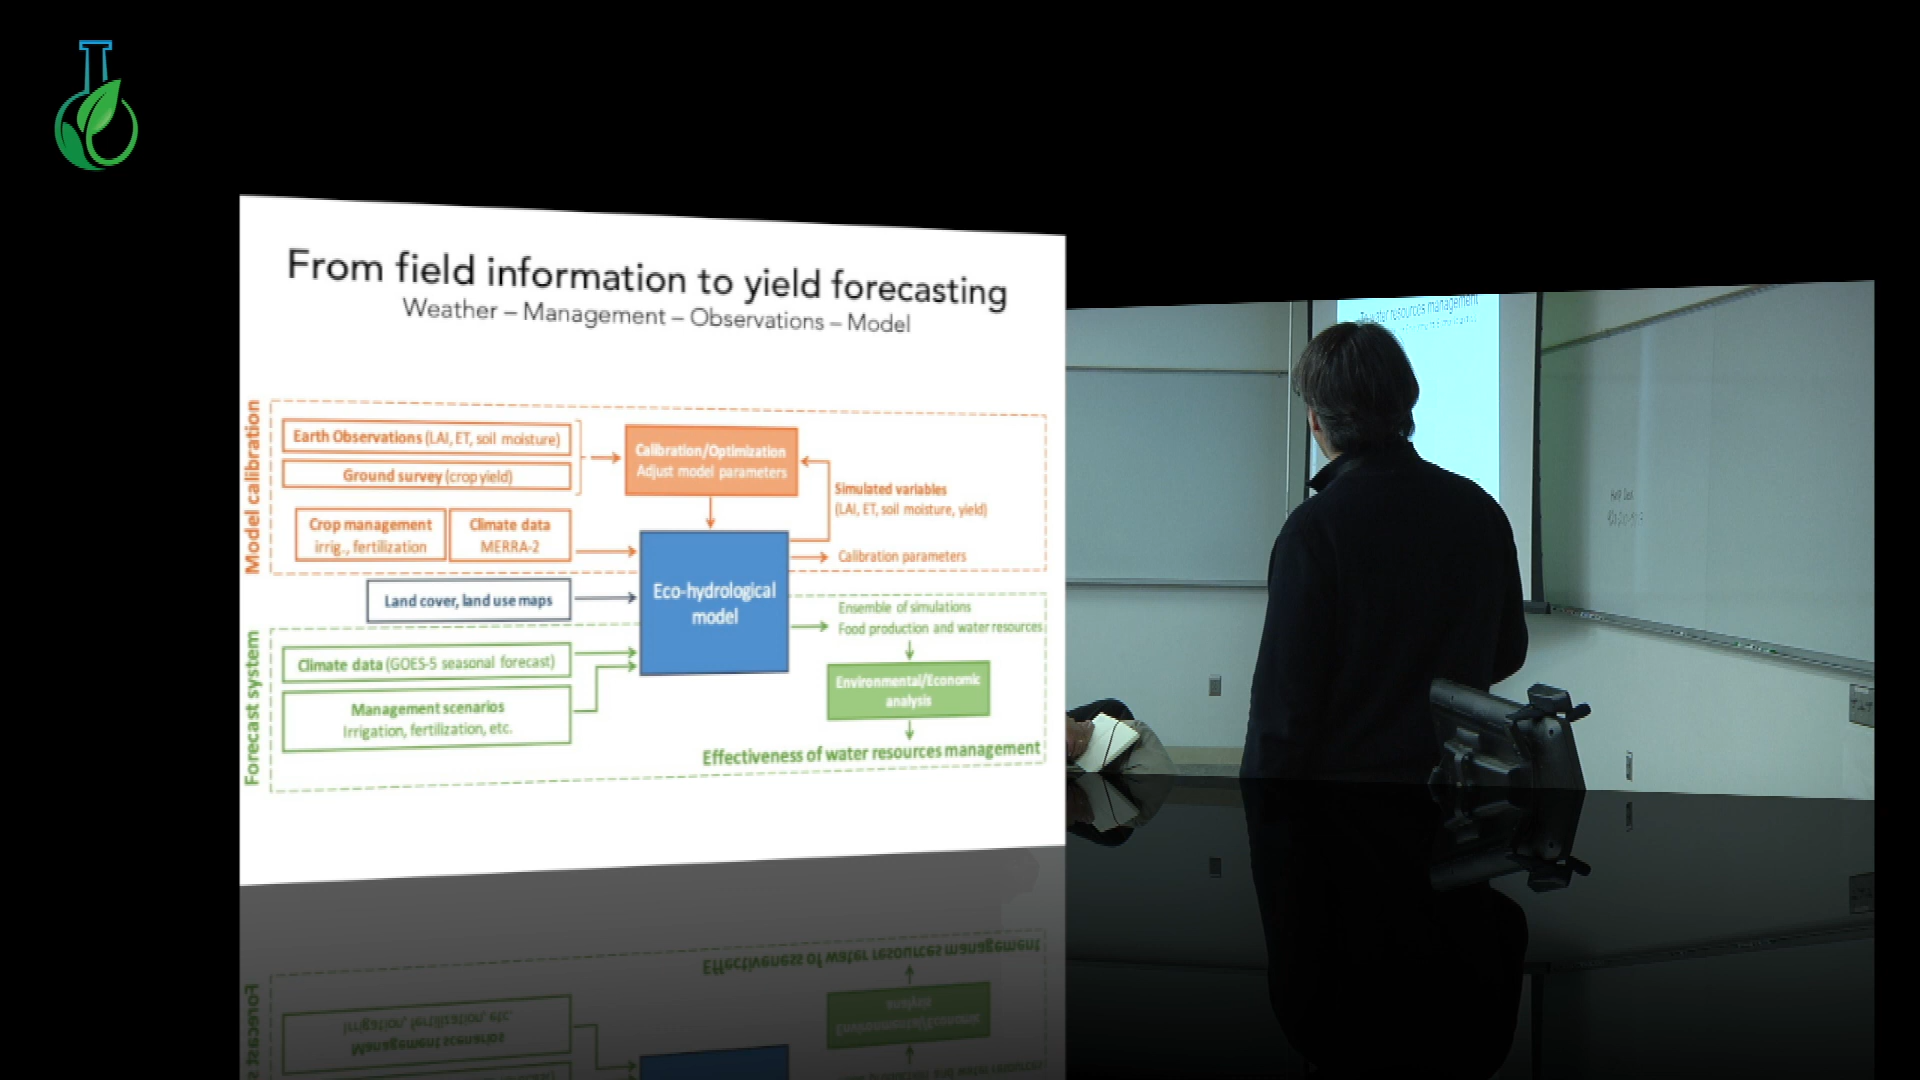 From field information to yield forecasting
Weather – Management – Observations – Model
Model calibration
Earth Observations (LAI, ET, soil moisture)
Ground survey (crop yield)
Crop management
irrig., fertilization
Climate data
MERRA-2
Calibration/Optimization
Adjust model parameters
Simulated variables
(LAI, ET, soil moisture, yield)
Calibration parameters
Land cover, land use maps
Eco-hydrological
model
Forecast system
Climate data (GOES-5 seasonal forecast)
Management scenarios
Irrigation, fertilization, etc.
Ensemble of simulations
Food production and water resources
Environmental/Economic
analysis
Effectiveness of water resources management
water resources management